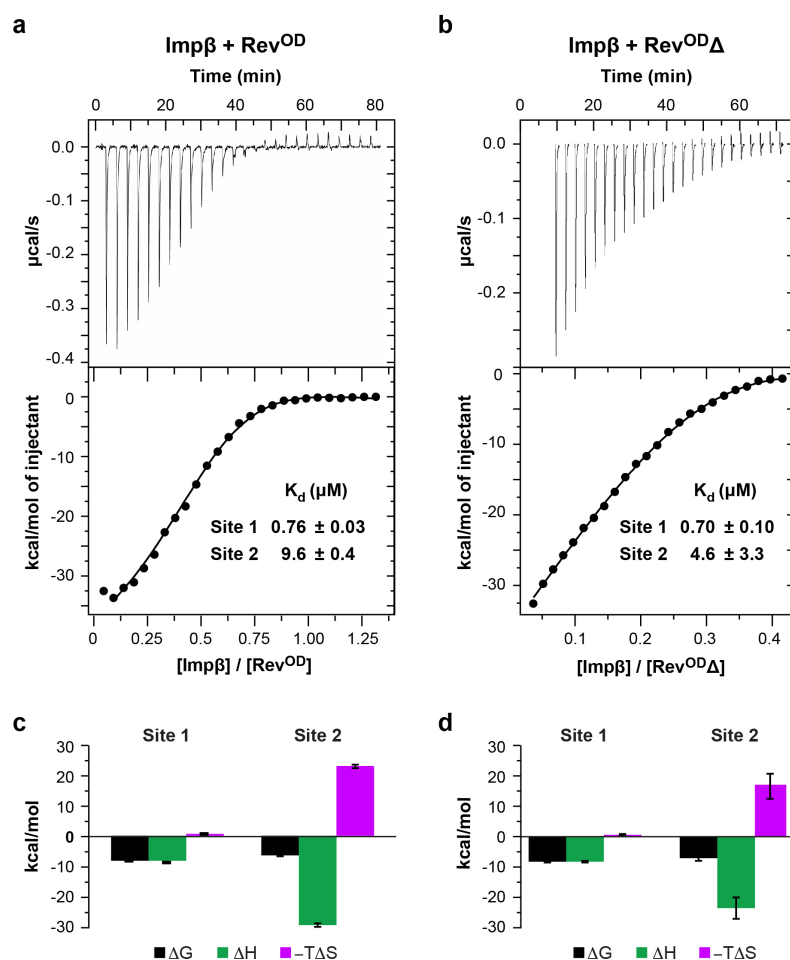 a
Impβ + Rev^OD
Time (min)
0 20 40 60 80
0.0
-0.1
-0.2
-0.3
-0.4
μcal/s
0
-10
-20
-30
kcal/mol of injectant
K_d (μM)
Site 1 0.76 ± 0.03
Site 2 9.6 ± 0.4
0 0.25 0.5 0.75 1.00 1.25
[Impβ] / [Rev^OD]
b
Impβ + Rev^ODΔ
Time (min)
0 20 40 60
0.0
-0.1
-0.2
μcal/s
0
-10
-20
-30
kcal/mol of injectant
K_d (μM)
Site 1 0.70 ± 0.10
Site 2 4.6 ± 3.3
0.1 0.2 0.3 0.4
[Impβ] / [Rev^ODΔ]
c
Site 1 Site 2
30
20
10
0
-10
-20
-30
kcal/mol
d
Site 1 Site 2
30
20
10
0
-10
-20
-30
kcal/mol
ΔG ΔH –TΔS
ΔG ΔH –TΔS